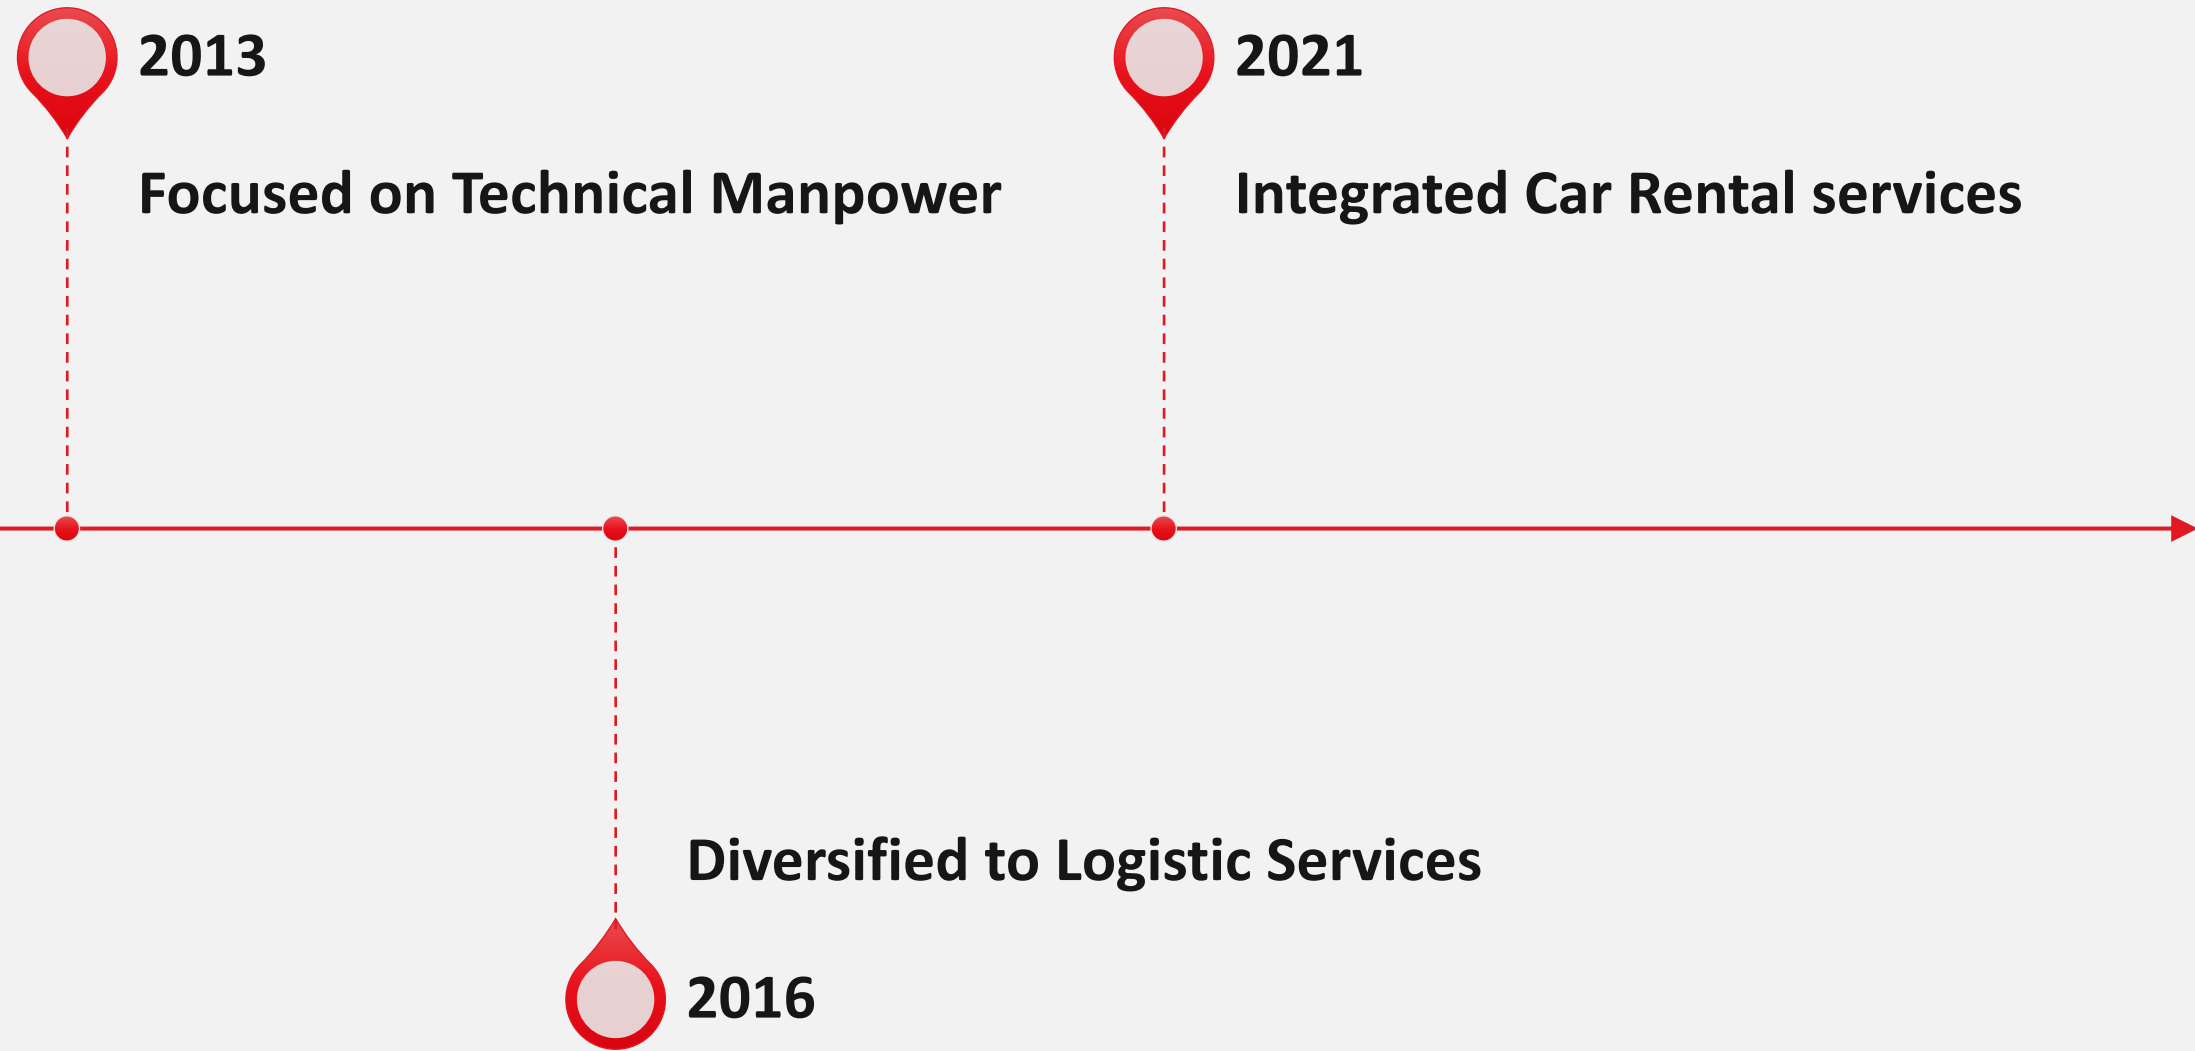 2013
Focused on Technical Manpower
2021
Integrated Car Rental services
Diversified to Logistic Services
2016